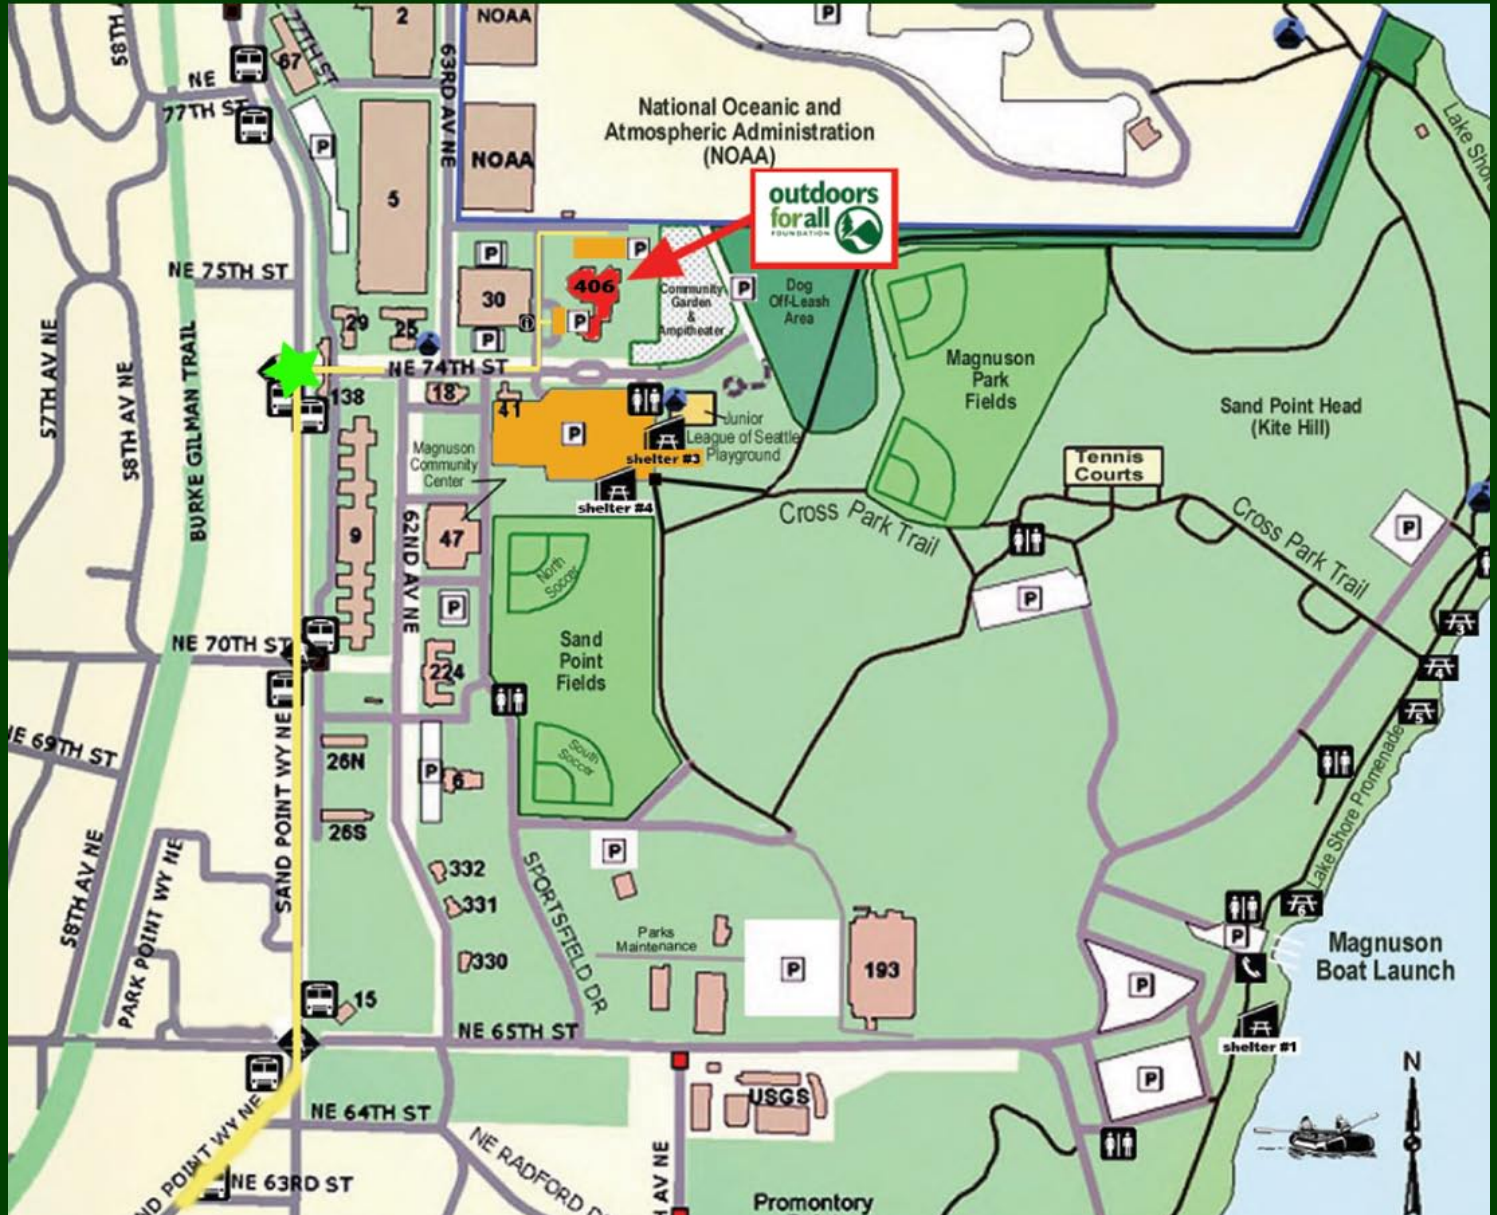 58TH A
67
77TH ST
2
63RD AV NE
NOAA
P
NE
77TH ST
P
5
NOAA
National Oceanic and
Atmospheric Administration
(NOAA)
outdoors
for all
FOUNDATION
Lake Shore
NE 75TH ST
P
30
P
P
406
P
Community
Garden
&
Ampitheater
P
Dog
Off-Leash
Area
Magnuson
Park
Fields
Sand Point Head
(Kite Hill)
57TH AV NE
58TH AV NE
BURKE GILMAN TRAIL
29
25
NE 74TH ST
138
18
41
P
Junior
League of Seattle
Playground
shelter #3
shelter #4
Magnuson
Community
Center
Tennis
Courts
Cross Park Trail
Cross Park Trail
P
9
62ND AV NE
47
North
Soccer
P
P
Sand
Point
Fields
NE 70TH ST
224
3
4
5
South
Soccer
NE 69TH ST
SAND POINT WY NE
26N
P
6
26S
Lake Shore Promenade
58TH AV NE
PARK POINT WY NE
332
331
330
SPORTSFIELD DR
P
Parks
Maintenance
P
193
6
P
Magnuson
Boat Launch
P
15
NE 65TH ST
shelter #1
P
USGS
N
NE 64TH ST
ND POINT WY NE
NE 63RD ST
NE RADFORD D
H AV NE
Promontory